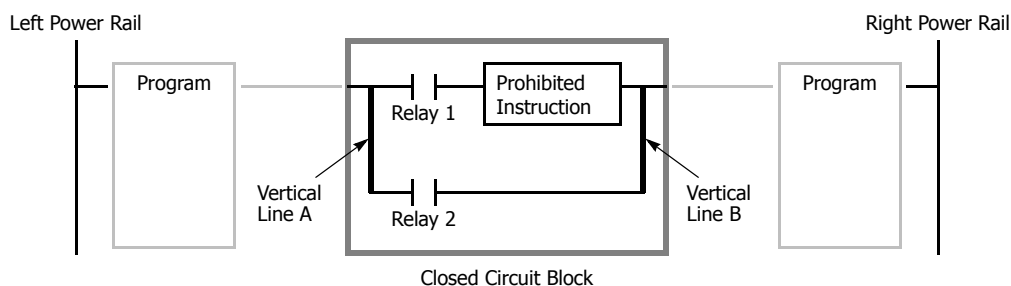 Left Power Rail
Right Power Rail
Program
Relay 1
Prohibited
Instruction
Program
Vertical
Line A
Relay 2
Vertical
Line B
Closed Circuit Block